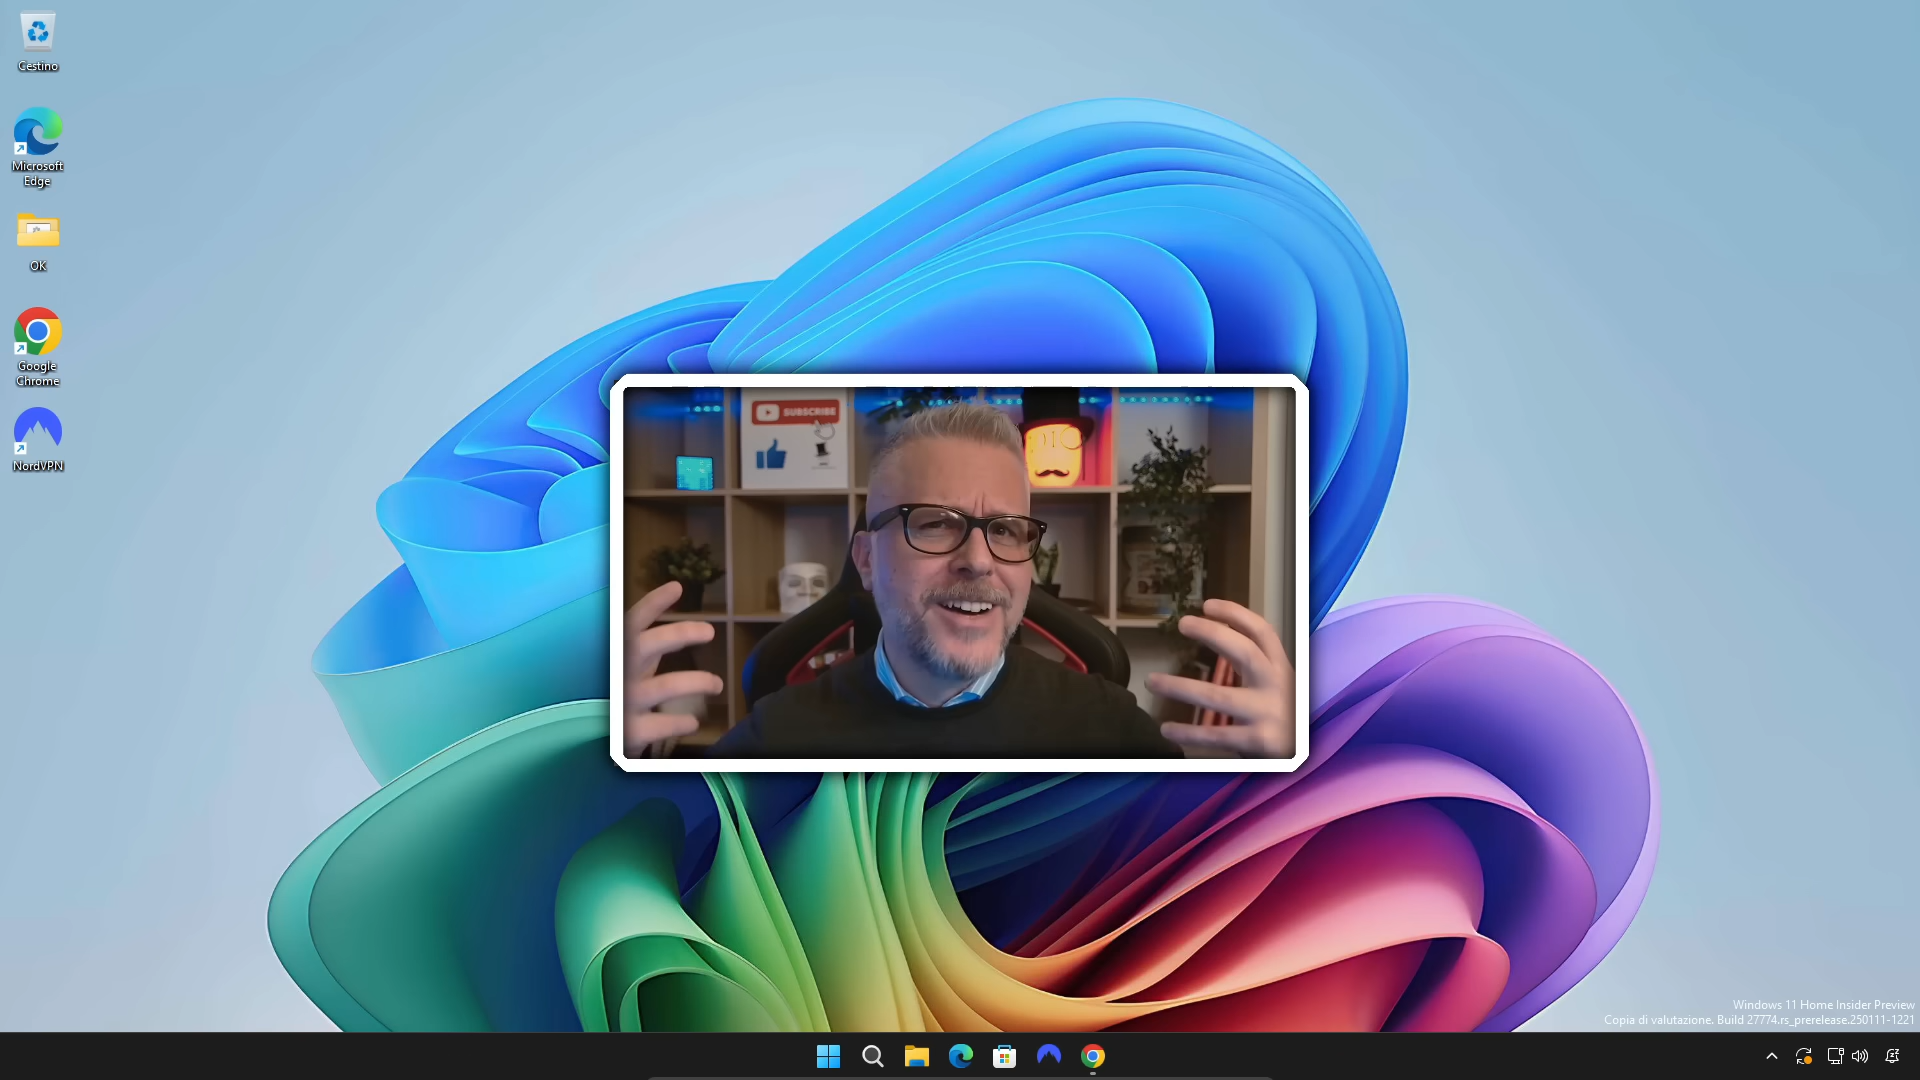 Cestino
Microsoft
Edge
OK
Google
Chrome
NordVPN
SUBSCRIBE
Windows 11 Home Insider Preview
Copia di valutazione. Build 27774.rs_prerelease.250111-1221